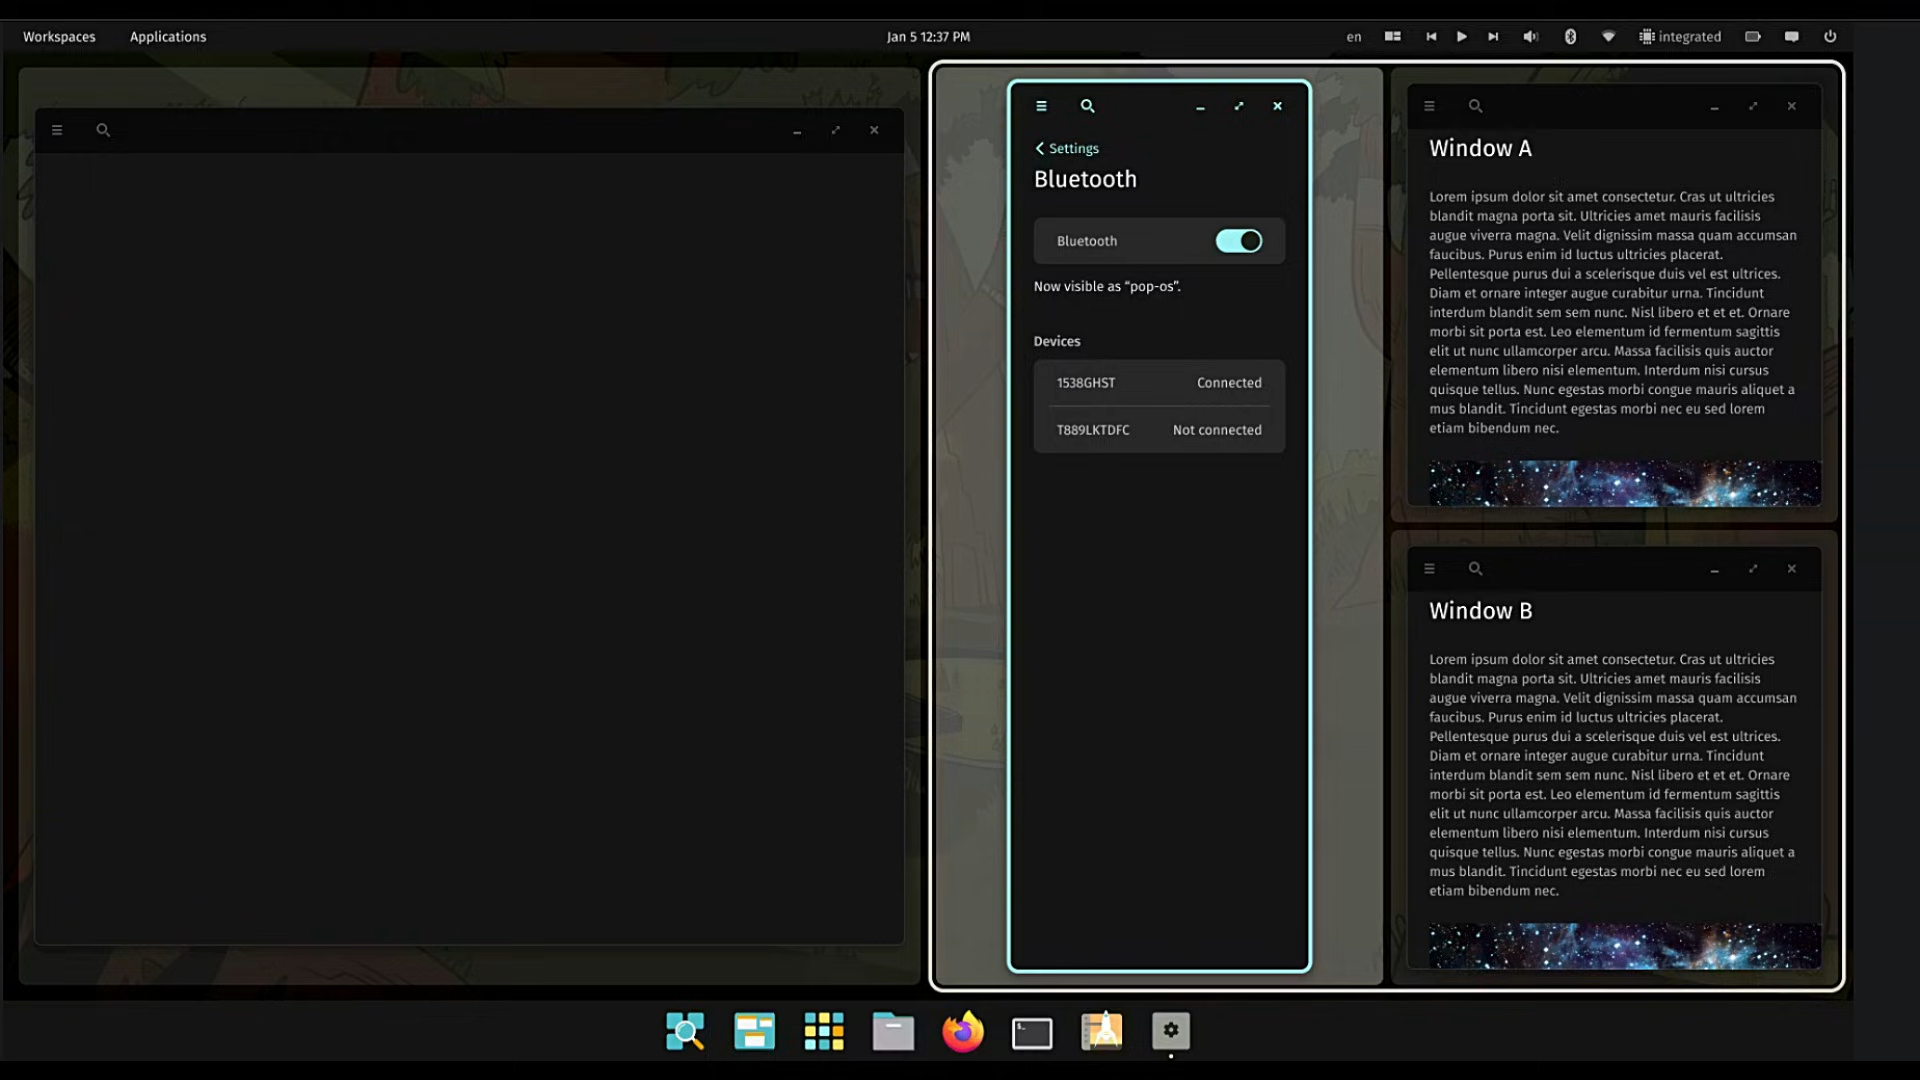 Workspaces Applications Jan 5 12:37 PM en integrated
Settings
Bluetooth
Bluetooth
Now visible as “pop-os”.
Devices
1538GHST Connected
T889LKTDFC Not connected
Window A
Lorem ipsum dolor sit amet consectetur. Cras ut ultricies
blandit magna porta sit. Ultricies amet mauris facilisis
augue viverra magna. Velit dignissim massa quam accumsan
faucibus. Purus enim id luctus ultricies placerat.
Pellentesque purus dui a scelerisque duis vel est ultrices.
Diam et ornare integer augue curabitur urna. Tincidunt
interdum blandit sem sem nunc. Nisl libero et et et. Ornare
morbi sit porta est. Leo elementum id fermentum sagittis
elit ut nunc ullamcorper arcu. Massa facilisis quis auctor
elementum libero nisi elementum. Interdum nisi cursus
quisque tellus. Nunc egestas morbi congue mauris aliquet a
mus blandit. Tincidunt egestas morbi nec eu sed lorem
etiam bibendum nec.
Window B
Lorem ipsum dolor sit amet consectetur. Cras ut ultricies
blandit magna porta sit. Ultricies amet mauris facilisis
augue viverra magna. Velit dignissim massa quam accumsan
faucibus. Purus enim id luctus ultricies placerat.
Pellentesque purus dui a scelerisque duis vel est ultrices.
Diam et ornare integer augue curabitur urna. Tincidunt
interdum blandit sem sem nunc. Nisl libero et et et. Ornare
morbi sit porta est. Leo elementum id fermentum sagittis
elit ut nunc ullamcorper arcu. Massa facilisis quis auctor
elementum libero nisi elementum. Interdum nisi cursus
quisque tellus. Nunc egestas morbi congue mauris aliquet a
mus blandit. Tincidunt egestas morbi nec eu sed lorem
etiam bibendum nec.